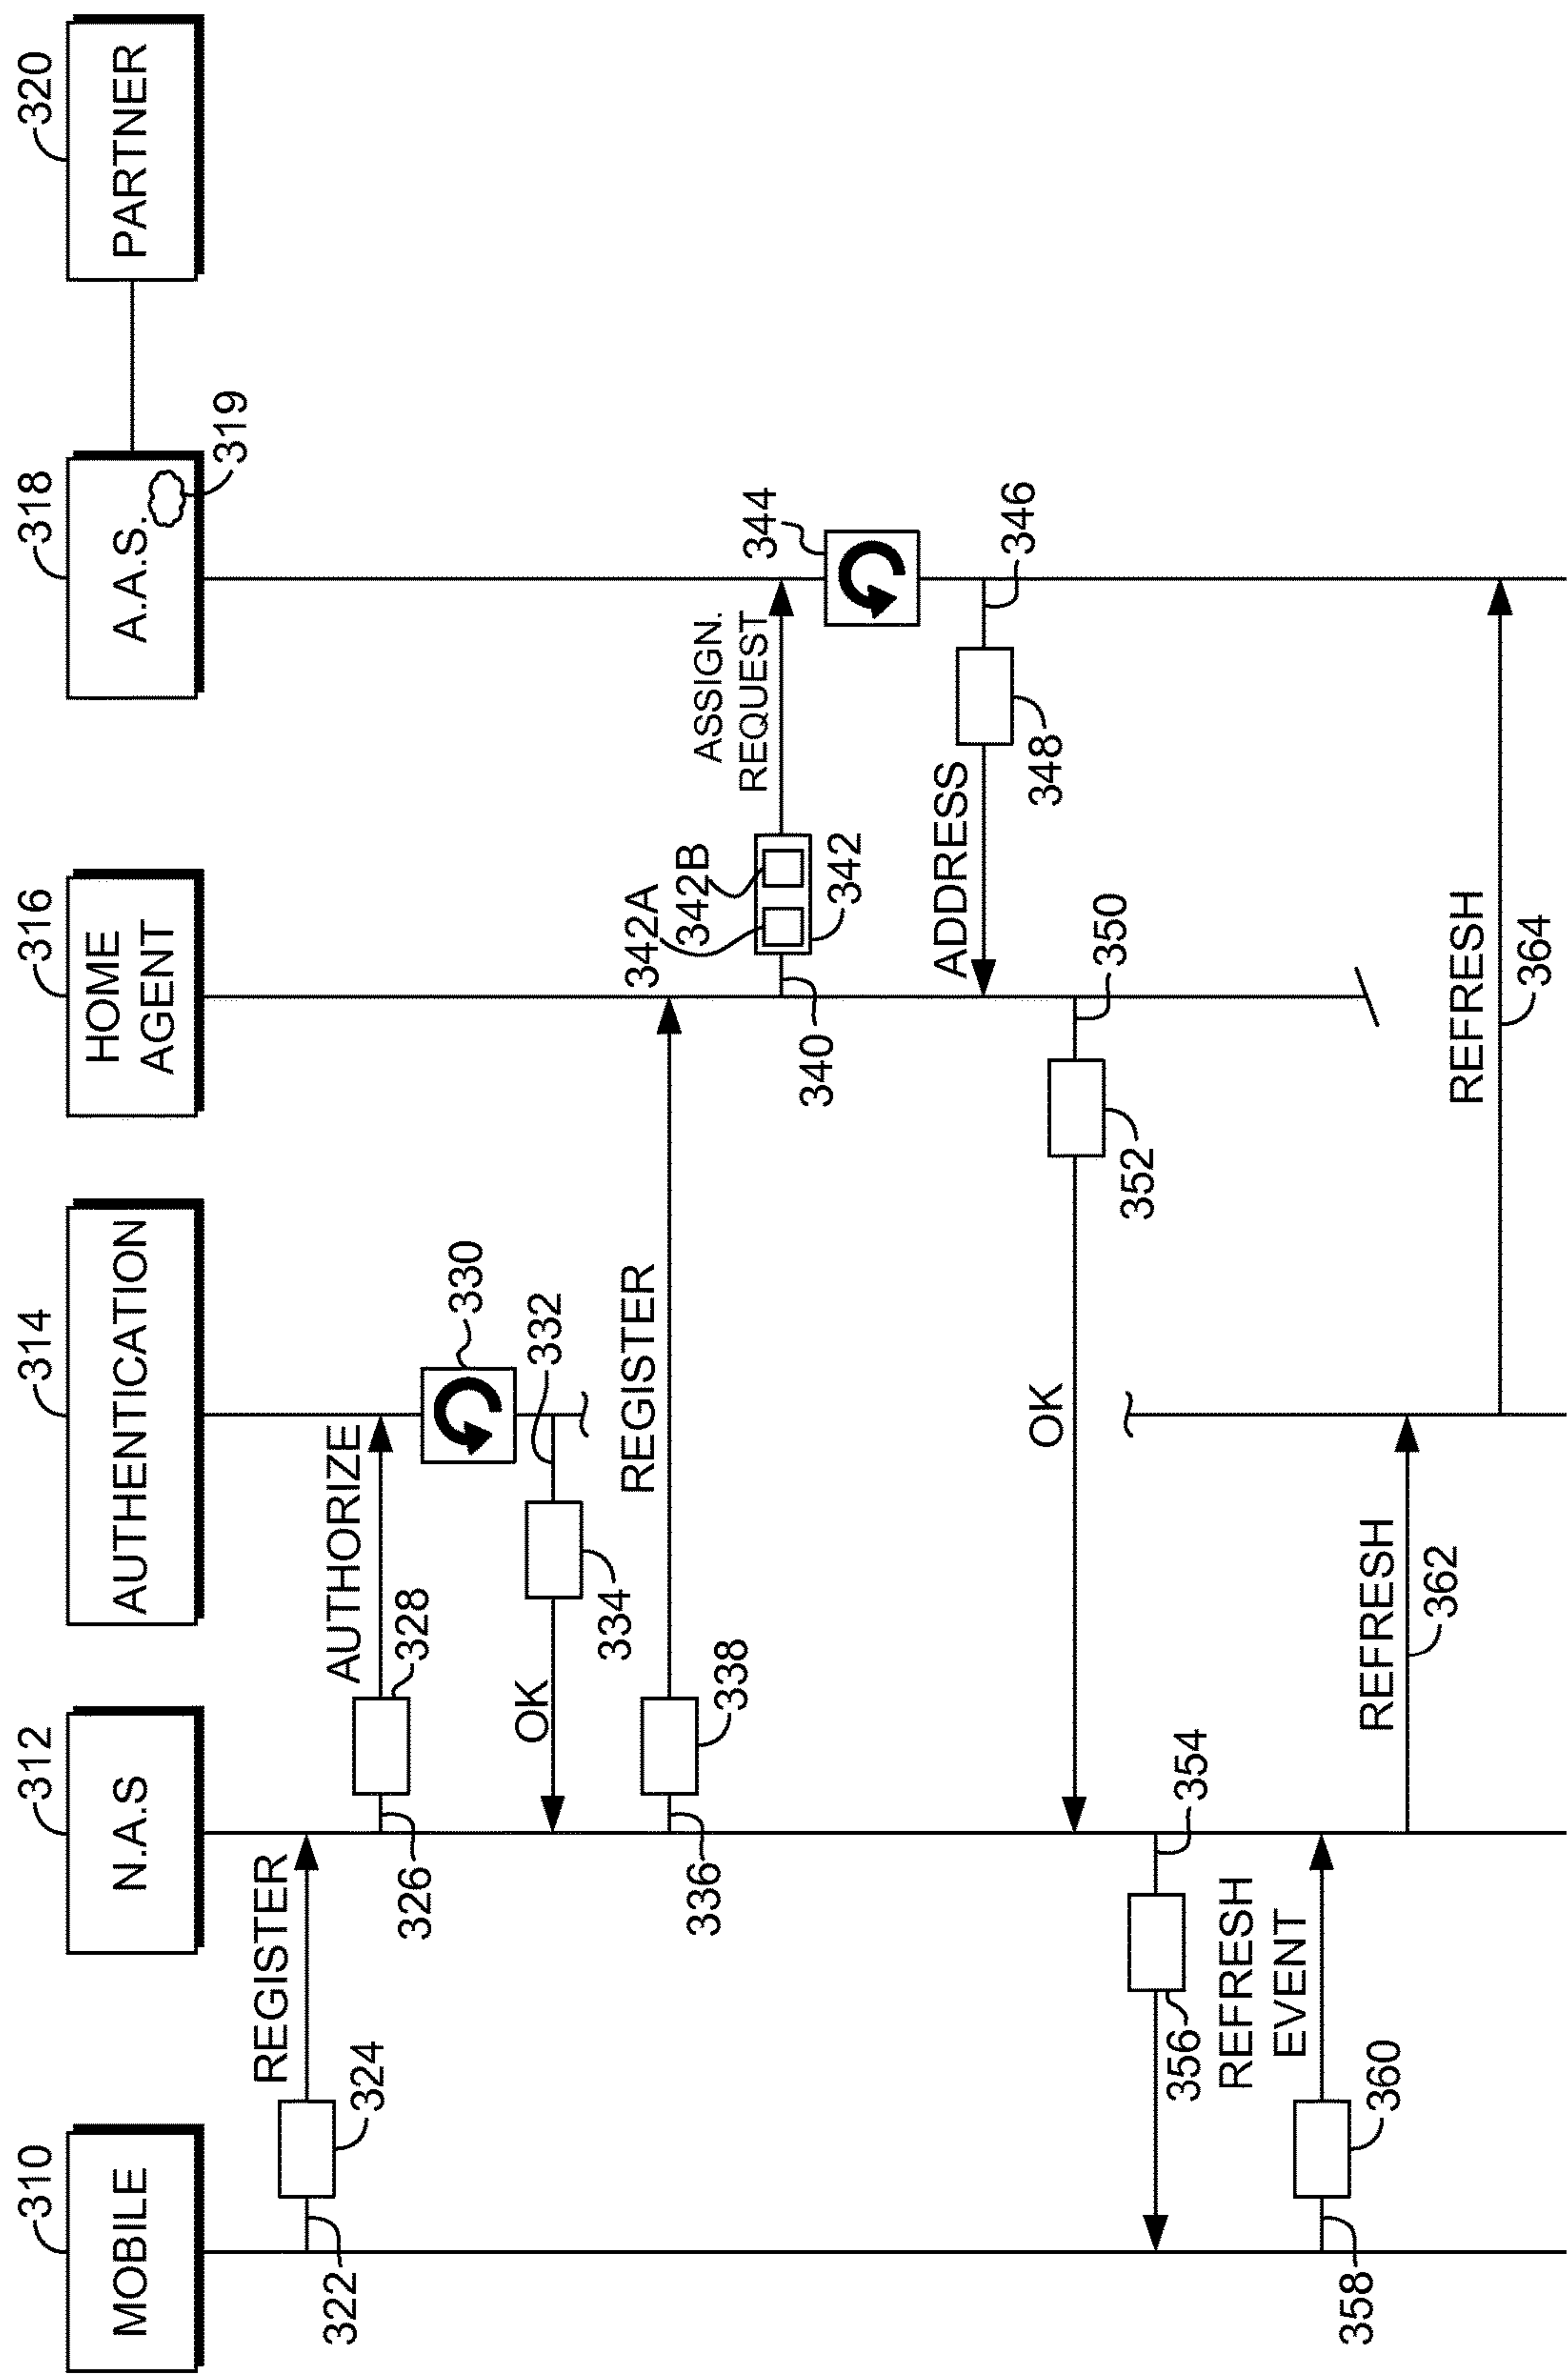 310
312
314
316
318
320
MOBILE
N.A.S
AUTHENTICATION
HOME
AGENT
A.A.S.
319
PARTNER
REGISTER
322
324
AUTHORIZE
326
328
330
332
OK
334
REGISTER
336
338
342A
342B
ASSIGN.
REQUEST
340
342
344
346
ADDRESS
348
350
OK
352
354
356
REFRESH
EVENT
358
360
REFRESH
362
REFRESH
364